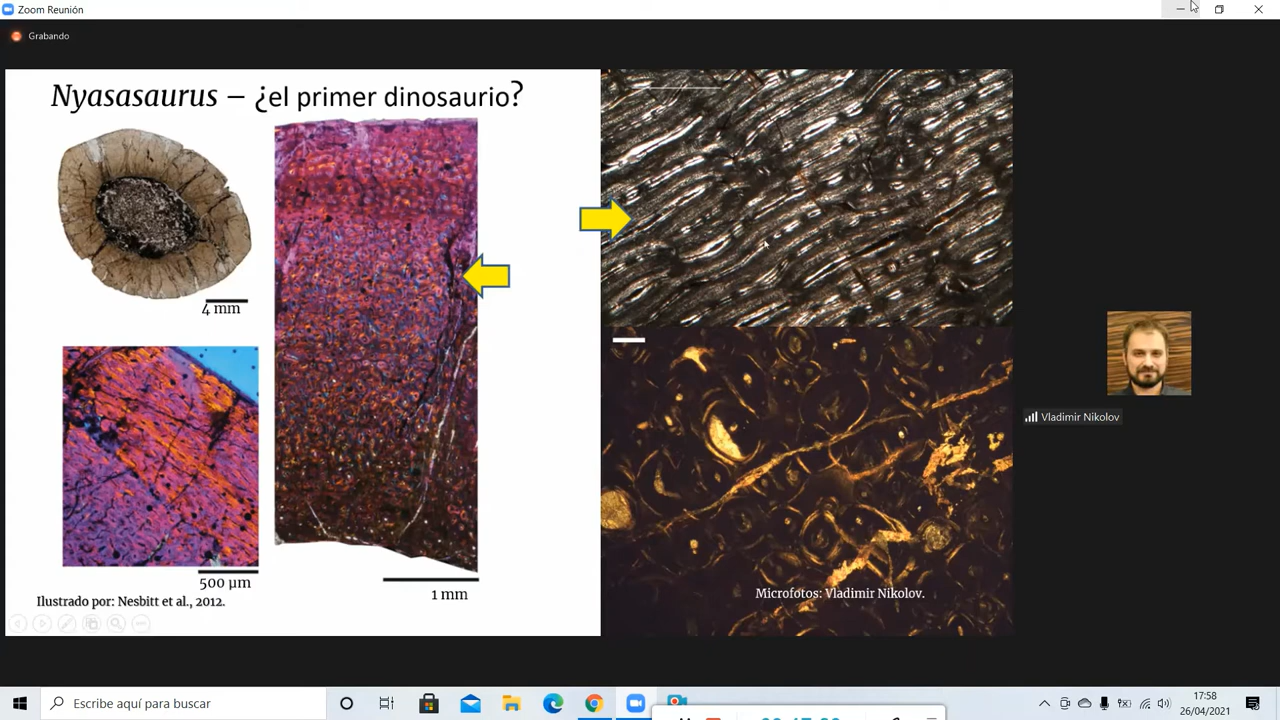 Zoom Reunión
Grabando
Nyasasaurus – ¿el primer dinosaurio?
4 mm
500 µm
1 mm
Ilustrado por: Nesbitt et al., 2012.
Microfotos: Vladimir Nikolov.
Vladimir Nikolov
Escribe aquí para buscar
17:58
26/04/2021